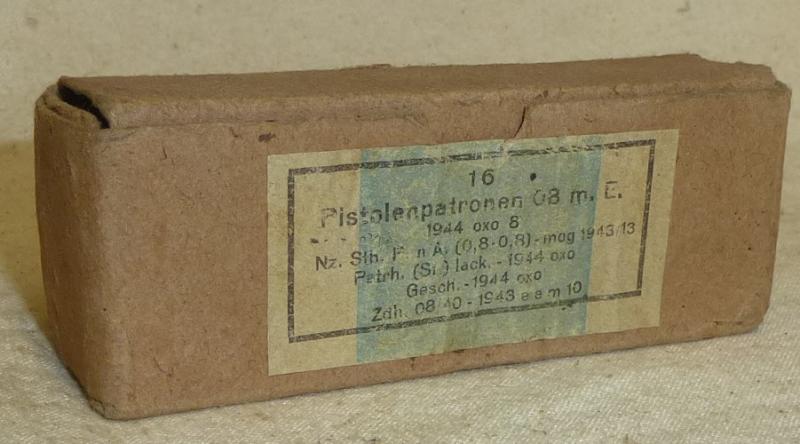 16
Pistolenpatronen 08 m. E.
1944 oxo 8
Nz. Stb. P. n A. (0,8·0,8) - mog 1943/13
Patrh. (St.) lack. - 1944 oxo
Gesch. - 1944 oxo
Zdh. 08/40 - 1943 a e m 10